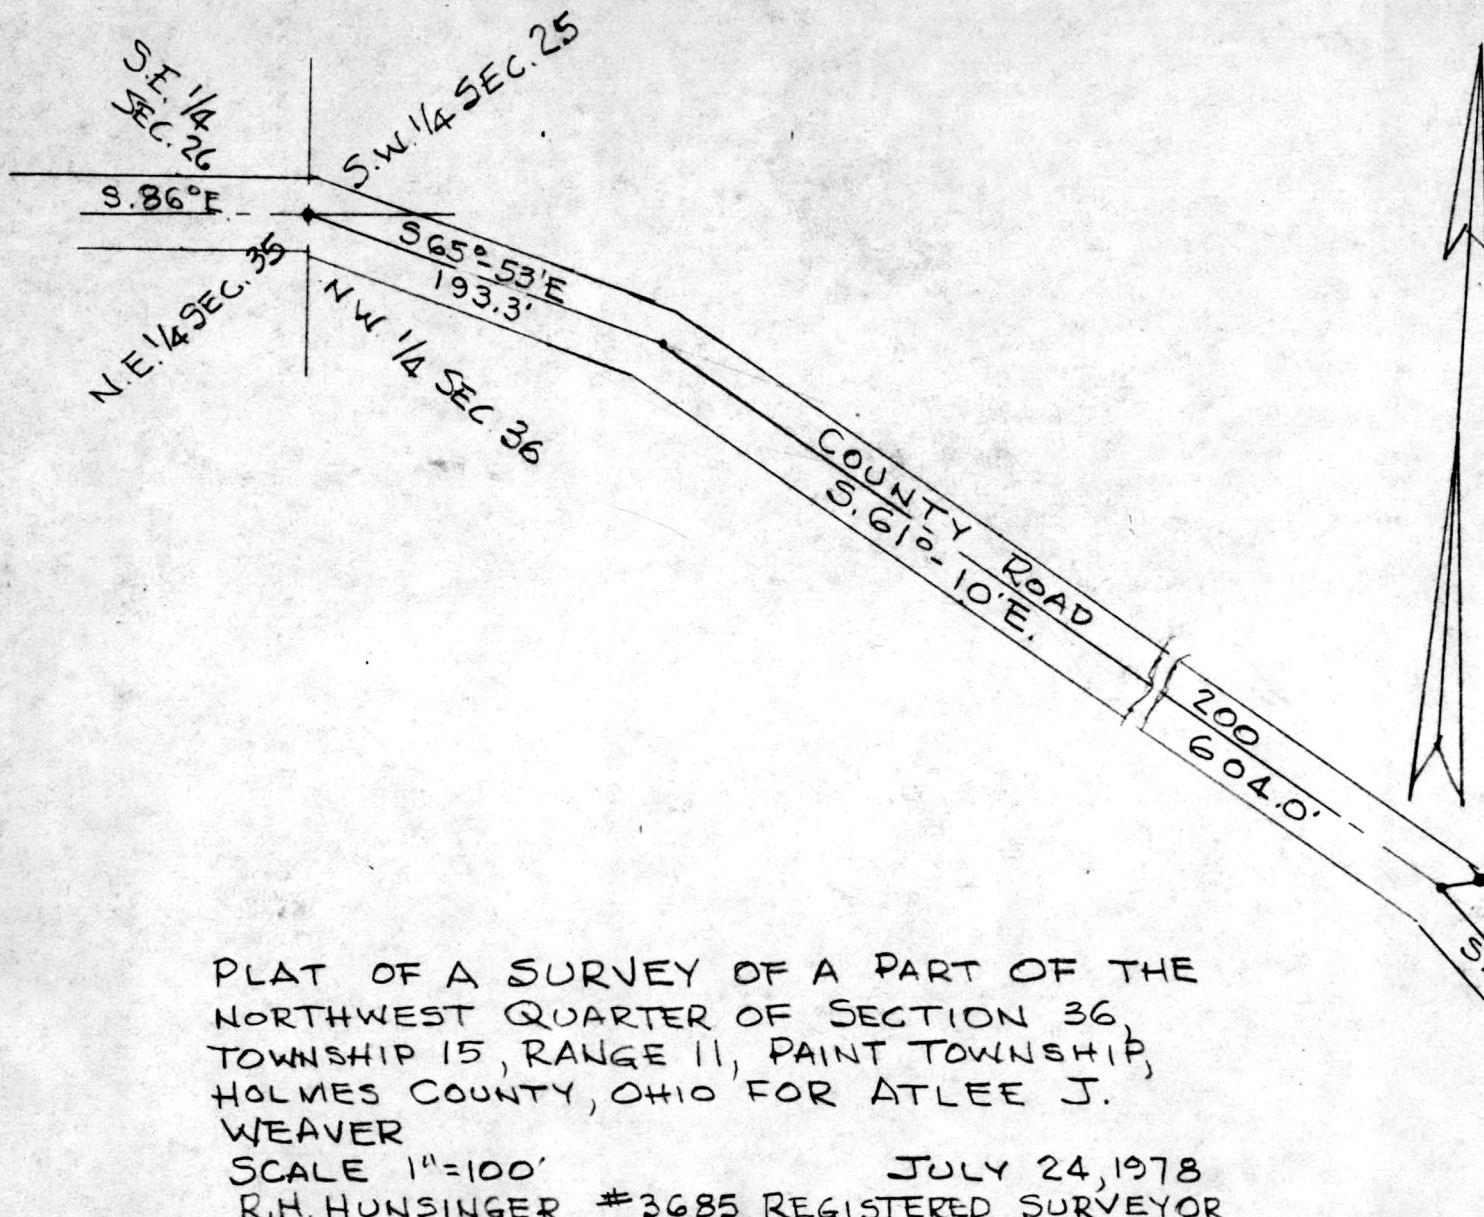 S.E. 1/4
SEC. 26
S.W. 1/4 SEC. 25
S.86°E.
S65°-53'E
193.3'
N.E. 1/4 SEC. 35
N W. 1/4 SEC. 36
COUNTY ROAD 200
S. 61°-10'E. 604.0'
PLAT OF A SURVEY OF A PART OF THE
NORTHWEST QUARTER OF SECTION 36,
TOWNSHIP 15, RANGE 11, PAINT TOWNSHIP,
HOLMES COUNTY, OHIO FOR ATLEE J.
WEAVER
SCALE 1"=100'
JULY 24, 1978
R.H. HUNSINGER #3685 REGISTERED SURVEYOR